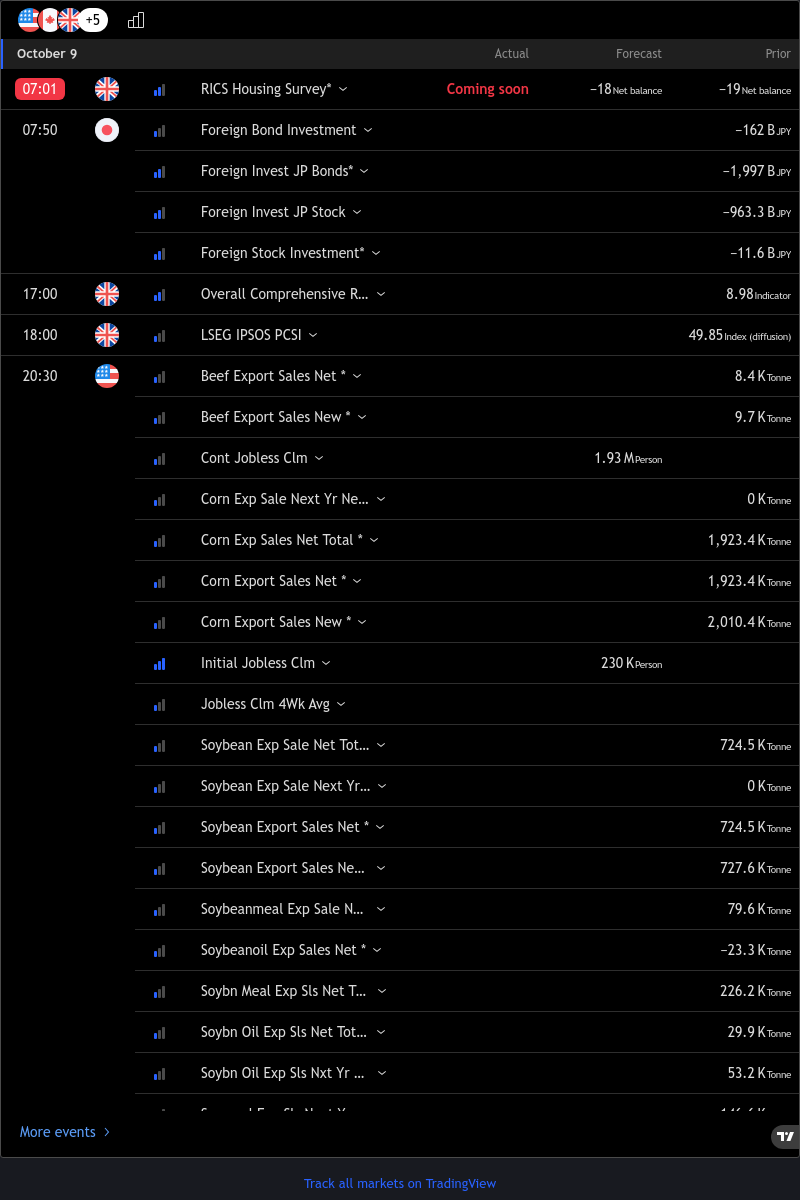 +5
October 9 Actual Forecast Prior
07:01 RICS Housing Survey* Coming soon −18 Net balance −19 Net balance
07:50 Foreign Bond Investment −162 B JPY
Foreign Invest JP Bonds* −1,997 B JPY
Foreign Invest JP Stock −963.3 B JPY
Foreign Stock Investment* −11.6 B JPY
17:00 Overall Comprehensive R... 8.98 Indicator
18:00 LSEG IPSOS PCSI 49.85 Index (diffusion)
20:30 Beef Export Sales Net * 8.4 K Tonne
Beef Export Sales New * 9.7 K Tonne
Cont Jobless Clm 1.93 M Person
Corn Exp Sale Next Yr Ne... 0 K Tonne
Corn Exp Sales Net Total * 1,923.4 K Tonne
Corn Export Sales Net * 1,923.4 K Tonne
Corn Export Sales New * 2,010.4 K Tonne
Initial Jobless Clm 230 K Person
Jobless Clm 4Wk Avg
Soybean Exp Sale Net Tot... 724.5 K Tonne
Soybean Exp Sale Next Yr... 0 K Tonne
Soybean Export Sales Net * 724.5 K Tonne
Soybean Export Sales Ne... 727.6 K Tonne
Soybeanmeal Exp Sale N... 79.6 K Tonne
Soybeanoil Exp Sales Net * −23.3 K Tonne
Soybn Meal Exp Sls Net T... 226.2 K Tonne
Soybn Oil Exp Sls Net Tot... 29.9 K Tonne
Soybn Oil Exp Sls Nxt Yr ... 53.2 K Tonne
More events
Track all markets on TradingView